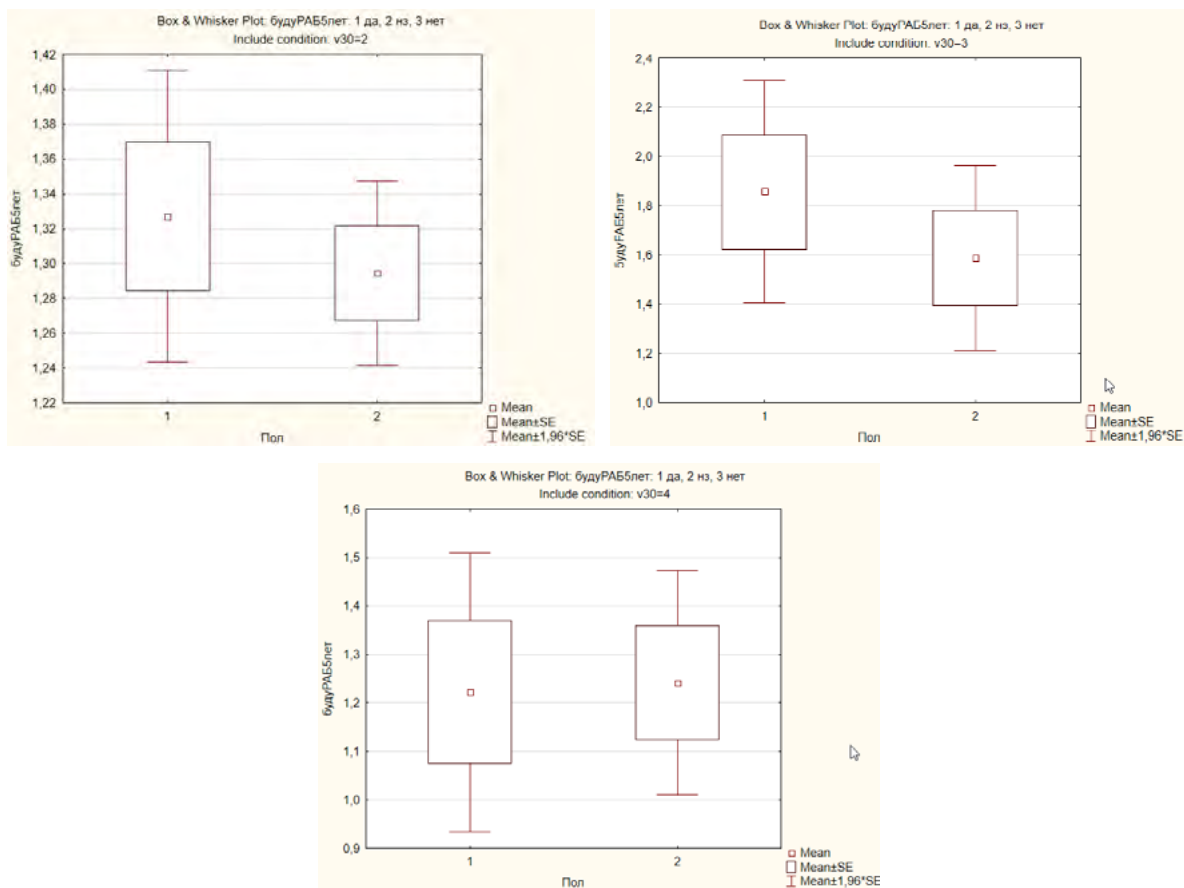 Box & Whisker Plot: будуРАБ5лет: 1 да, 2 нз, 3 нет
Include condition: v30=2
1,42
1,40
1,38
1,36
1,34
1,32
1,30
1,28
1,26
1,24
1,22
будуРАБ5лет
1 2
Пол
Mean
Mean±SE
Mean±1,96*SE
Box & Whisker Plot: будуРАБ5лет: 1 да, 2 нз, 3 нет
Include condition: v30=3
2,4
2,2
2,0
1,8
1,6
1,4
1,2
1,0
будуРАБ5лет
1 2
Пол
Mean
Mean±SE
Mean±1,96*SE
Box & Whisker Plot: будуРАБ5лет: 1 да, 2 нз, 3 нет
Include condition: v30=4
1,6
1,5
1,4
1,3
1,2
1,1
1,0
0,9
будуРАБ5лет
1 2
Пол
Mean
Mean±SE
Mean±1,96*SE